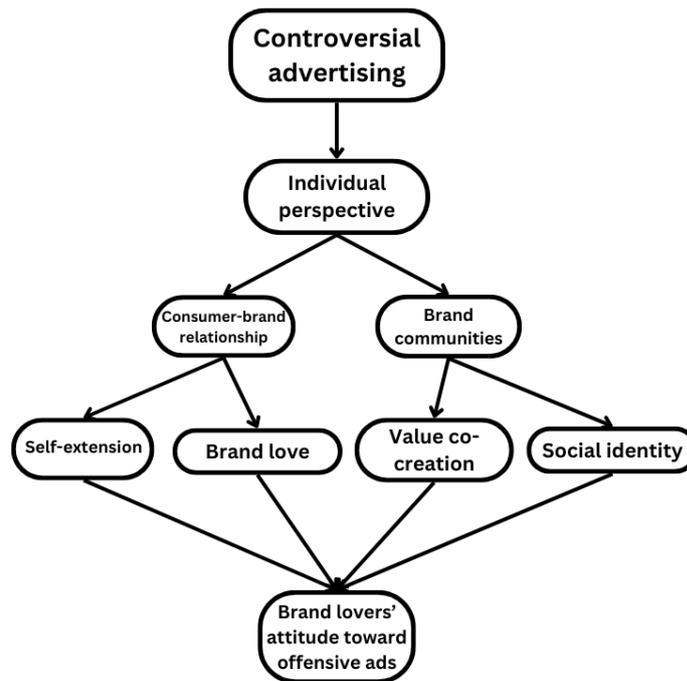 Controversial
advertising
Individual
perspective
Consumer-brand
relationship
Brand
communities
Self-extension
Brand love
Value co-
creation
Social identity
Brand lovers’
attitude toward
offensive ads